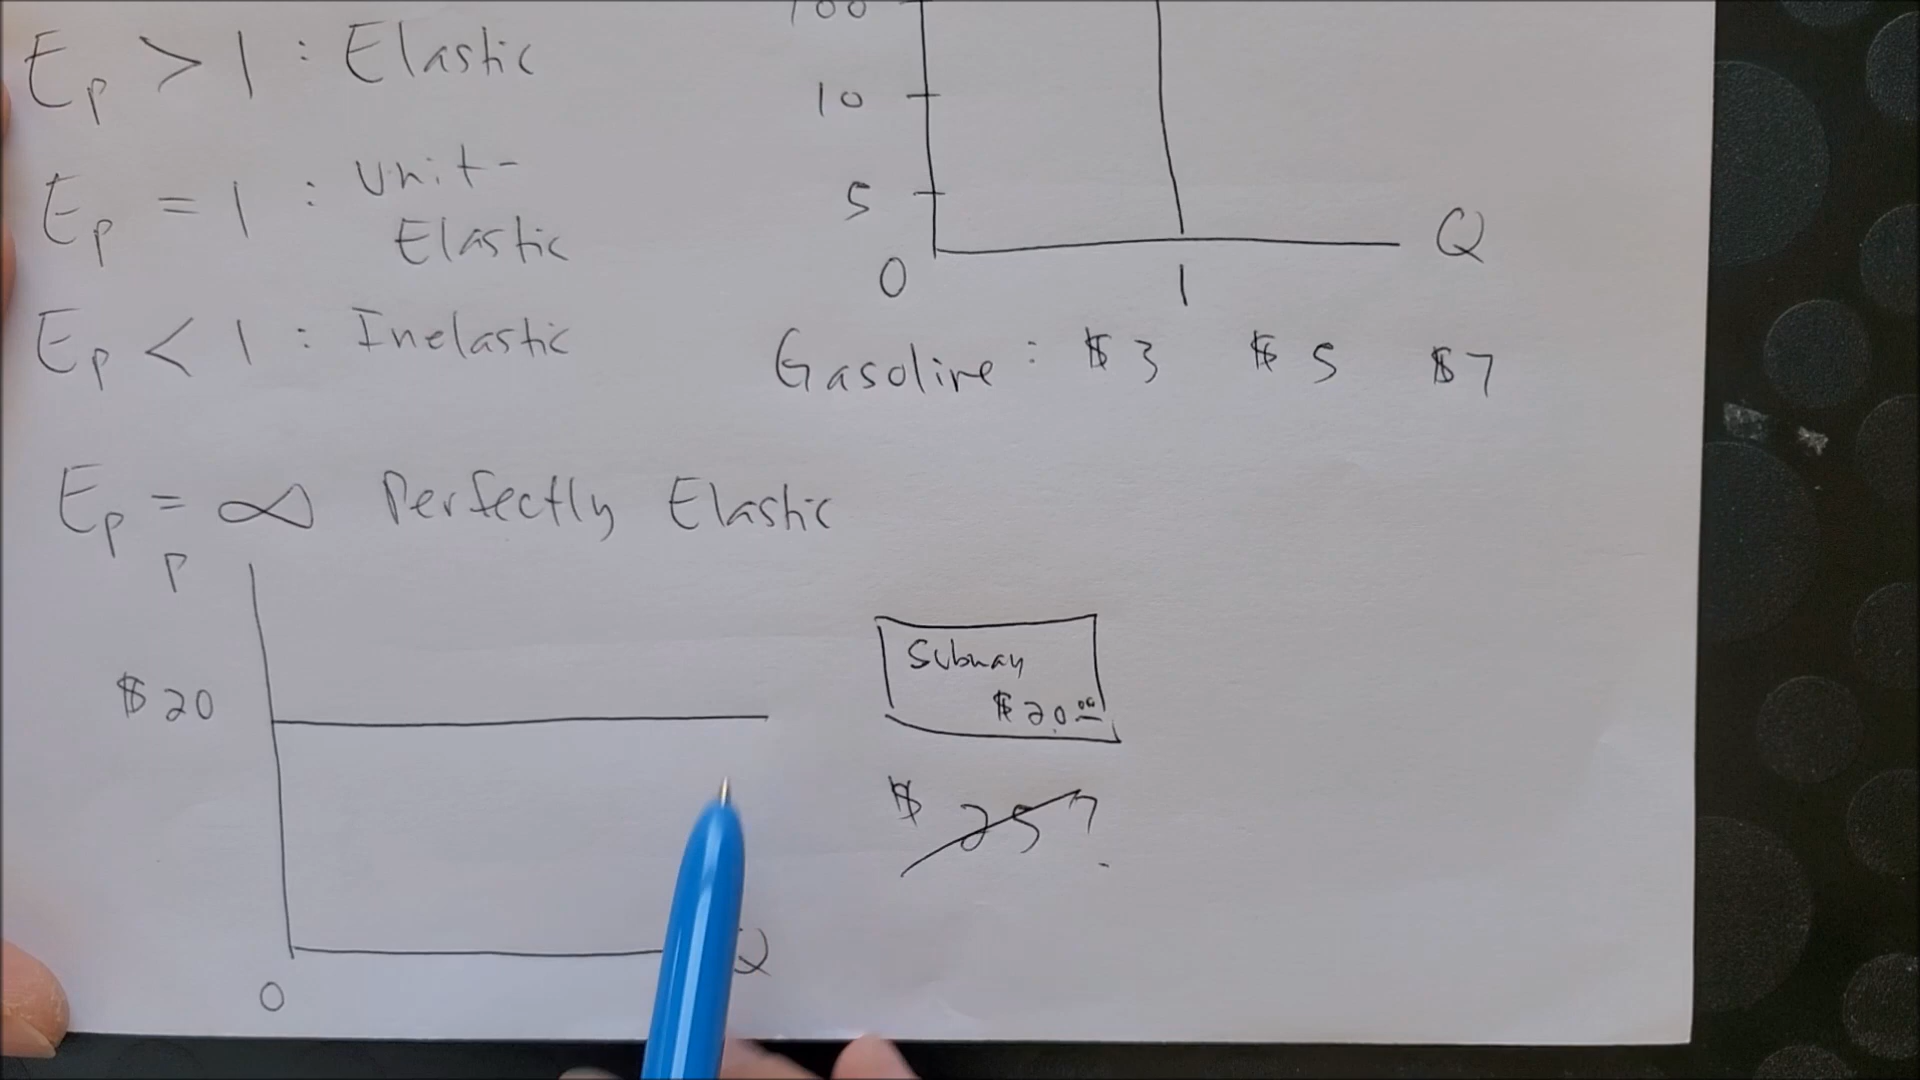 Ep > 1 : Elastic
Ep = 1 : Unit-
Elastic
Ep < 1 : Inelastic
100
10
5
0
1
Q
Gasoline : $3 $5 $7
Ep = ∞ Perfectly Elastic
P
$20
0
Q
Subway
$20.00
$25?